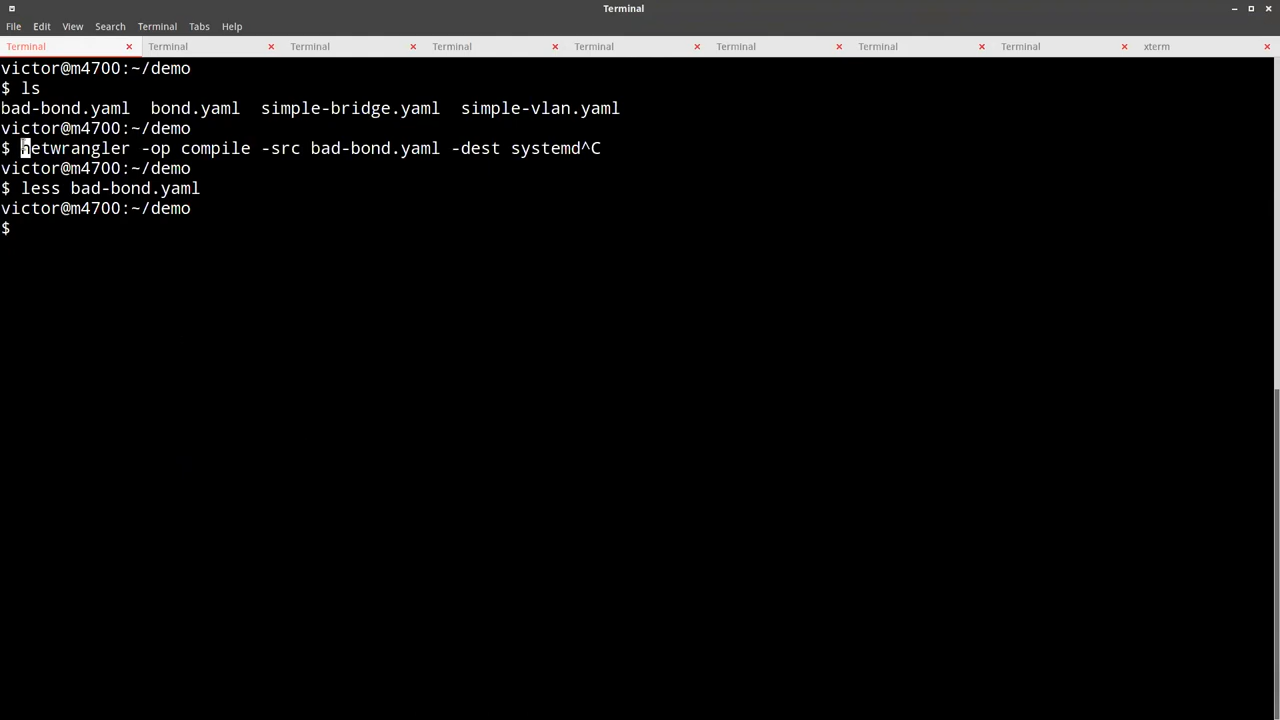 Terminal
File Edit View Search Terminal Tabs Help
Terminal Terminal Terminal Terminal Terminal Terminal Terminal Terminal xterm
victor@m4700:~/demo
$ ls
bad-bond.yaml  bond.yaml  simple-bridge.yaml  simple-vlan.yaml
victor@m4700:~/demo
$ netwrangler -op compile -src bad-bond.yaml -dest systemd^C
victor@m4700:~/demo
$ less bad-bond.yaml
victor@m4700:~/demo
$